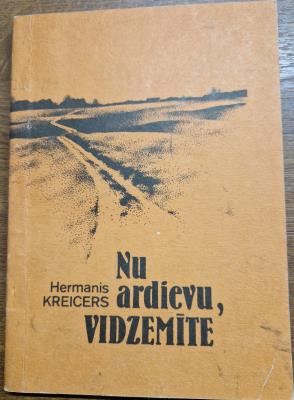 Nu
Hermanis
KREICERS
ardievu,
VIDZEMĪTE